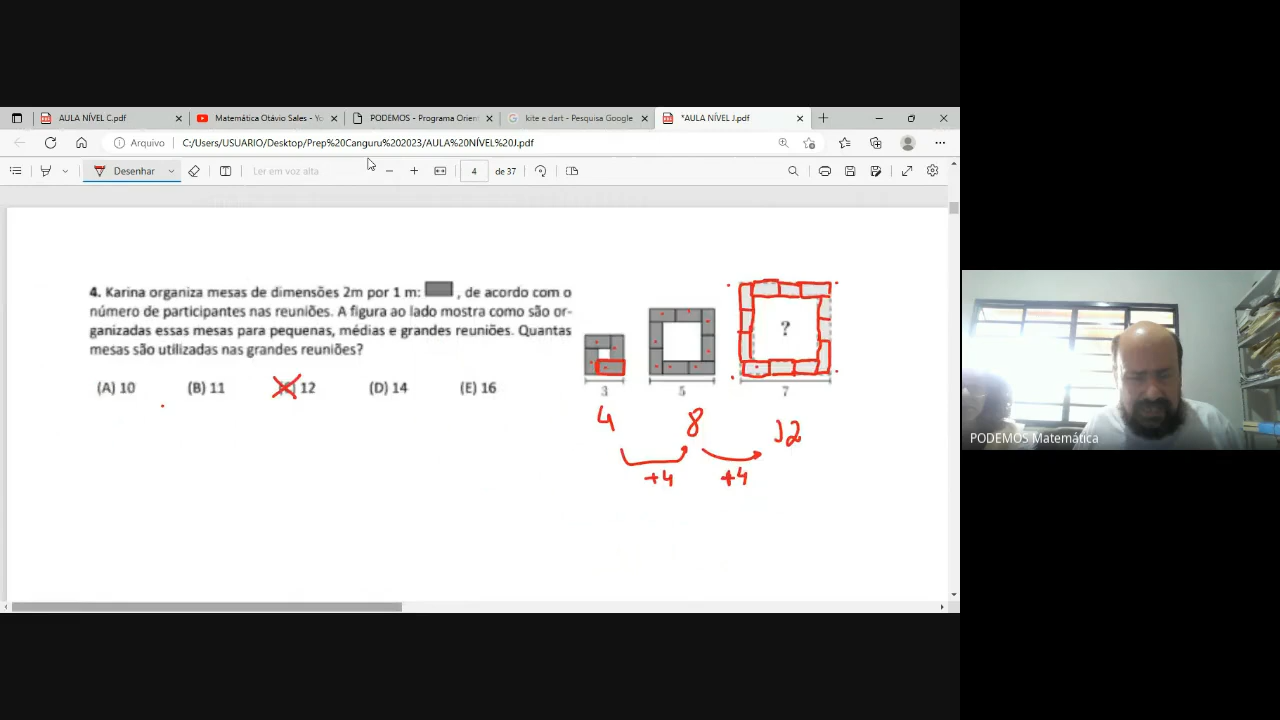 AULA NÍVEL C.pdf
Matemática Otávio Sales - Yo
PODEMOS - Programa Orien
kite e dart - Pesquisa Google
*AULA NÍVEL J.pdf
Arquivo
C:/Users/USUARIO/Desktop/Prep%20Canguru%202023/AULA%20NÍVEL%20J.pdf
Desenhar
Ler em voz alta
4
de 37
4. Karina organiza mesas de dimensões 2m por 1 m: , de acordo com o
número de participantes nas reuniões. A figura ao lado mostra como são or-
ganizadas essas mesas para pequenas, médias e grandes reuniões. Quantas
mesas são utilizadas nas grandes reuniões?
(A) 10 (B) 11 (C) 12 (D) 14 (E) 16
?
3 5 7
4 8 12
+4 +4
PODEMOS Matemática